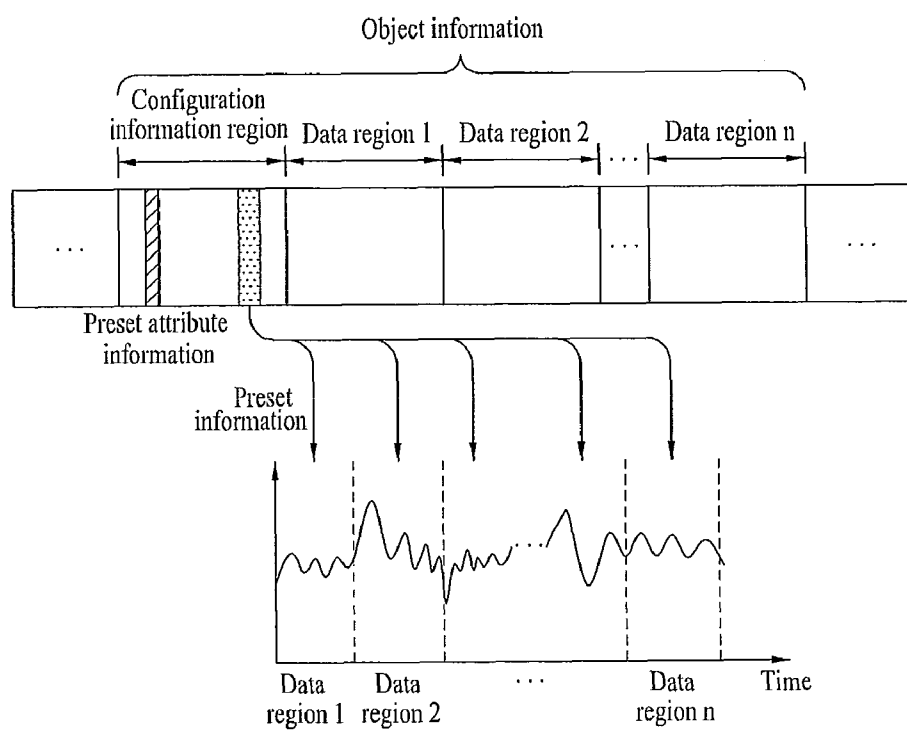 Object information
Configuration
information region
Data region 1
Data region 2
...
Data region n
...
...
...
Preset attribute
information
Preset
information
....
Data
region 1
Data
region 2
...
Data
region n
Time